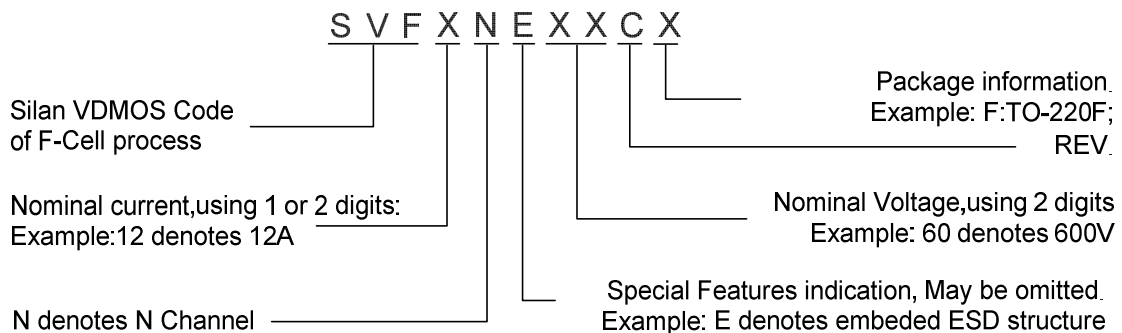 S V F X N E X X C X
Silan VDMOS Code
of F-Cell process
Nominal current,using 1 or 2 digits:
Example:12 denotes 12A
N denotes N Channel
Package information.
Example: F:TO-220F;
REV.
Nominal Voltage,using 2 digits
Example: 60 denotes 600V
Special Features indication, May be omitted.
Example: E denotes embeded ESD structure